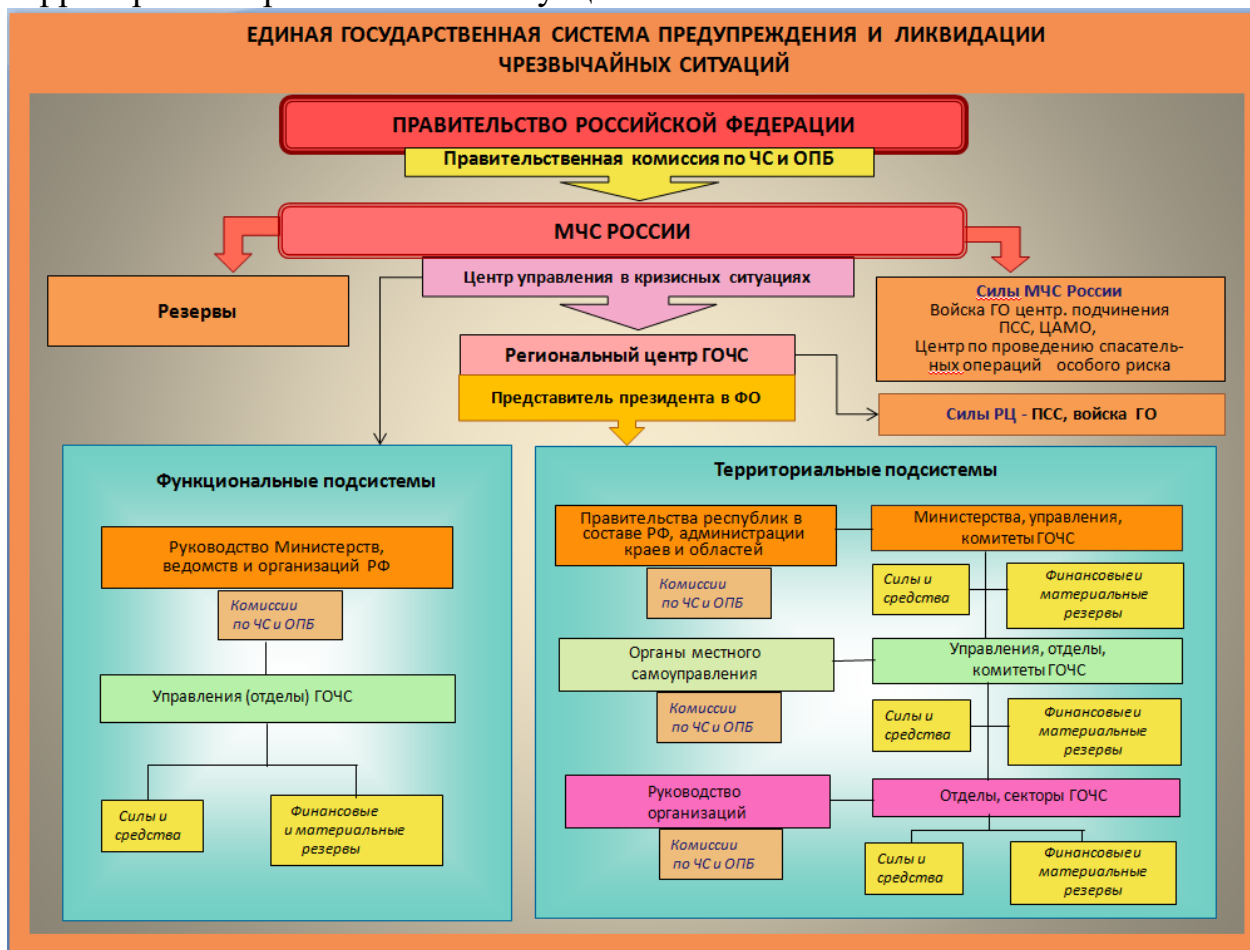 ЕДИНАЯ ГОСУДАРСТВЕННАЯ СИСТЕМА ПРЕДУПРЕЖДЕНИЯ И ЛИКВИДАЦИИ
ЧРЕЗВЫЧАЙНЫХ СИТУАЦИЙ
ПРАВИТЕЛЬСТВО РОССИЙСКОЙ ФЕДЕРАЦИИ
Правительственная комиссия по ЧС и ОПБ
МЧС РОССИИ
Центр управления в кризисных ситуациях
Резервы
Силы МЧС России
Войска ГО центр. подчинения
ПСС, ЦАМО,
Центр по проведению спасатель-
ных операций особого риска
Региональный центр ГОЧС
Представитель президента в ФО
Силы РЦ - ПСС, войска ГО
Функциональные подсистемы
Руководство Министерств,
ведомств и организаций РФ
Комиссии
по ЧС и ОПБ
Управления (отделы) ГОЧС
Силы и
средства
Финансовые
и материальные
резервы
Территориальные подсистемы
Правительства республик в
составе РФ, администрации
краев и областей
Комиссии
по ЧС и ОПБ
Министерства, управления,
комитеты ГОЧС
Силы и
средства
Финансовые и
материальные
резервы
Органы местного
самоуправления
Комиссии
по ЧС и ОПБ
Управления, отделы,
комитеты ГОЧС
Силы и
средства
Финансовые и
материальные
резервы
Руководство
организаций
Комиссии
по ЧС и ОПБ
Отделы, секторы ГОЧС
Силы и
средства
Финансовые и
материальные
резервы